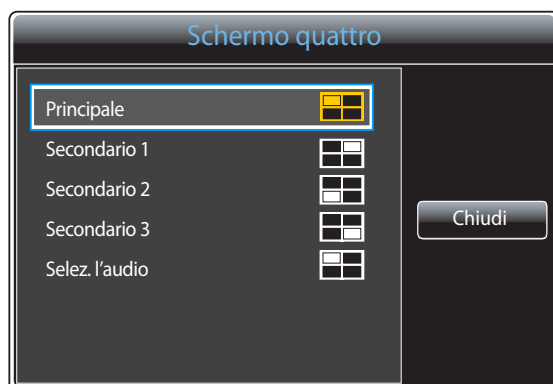 Schermo quattro
Principale
Secondario 1
Secondario 2
Secondario 3
Selez. l'audio
Chiudi